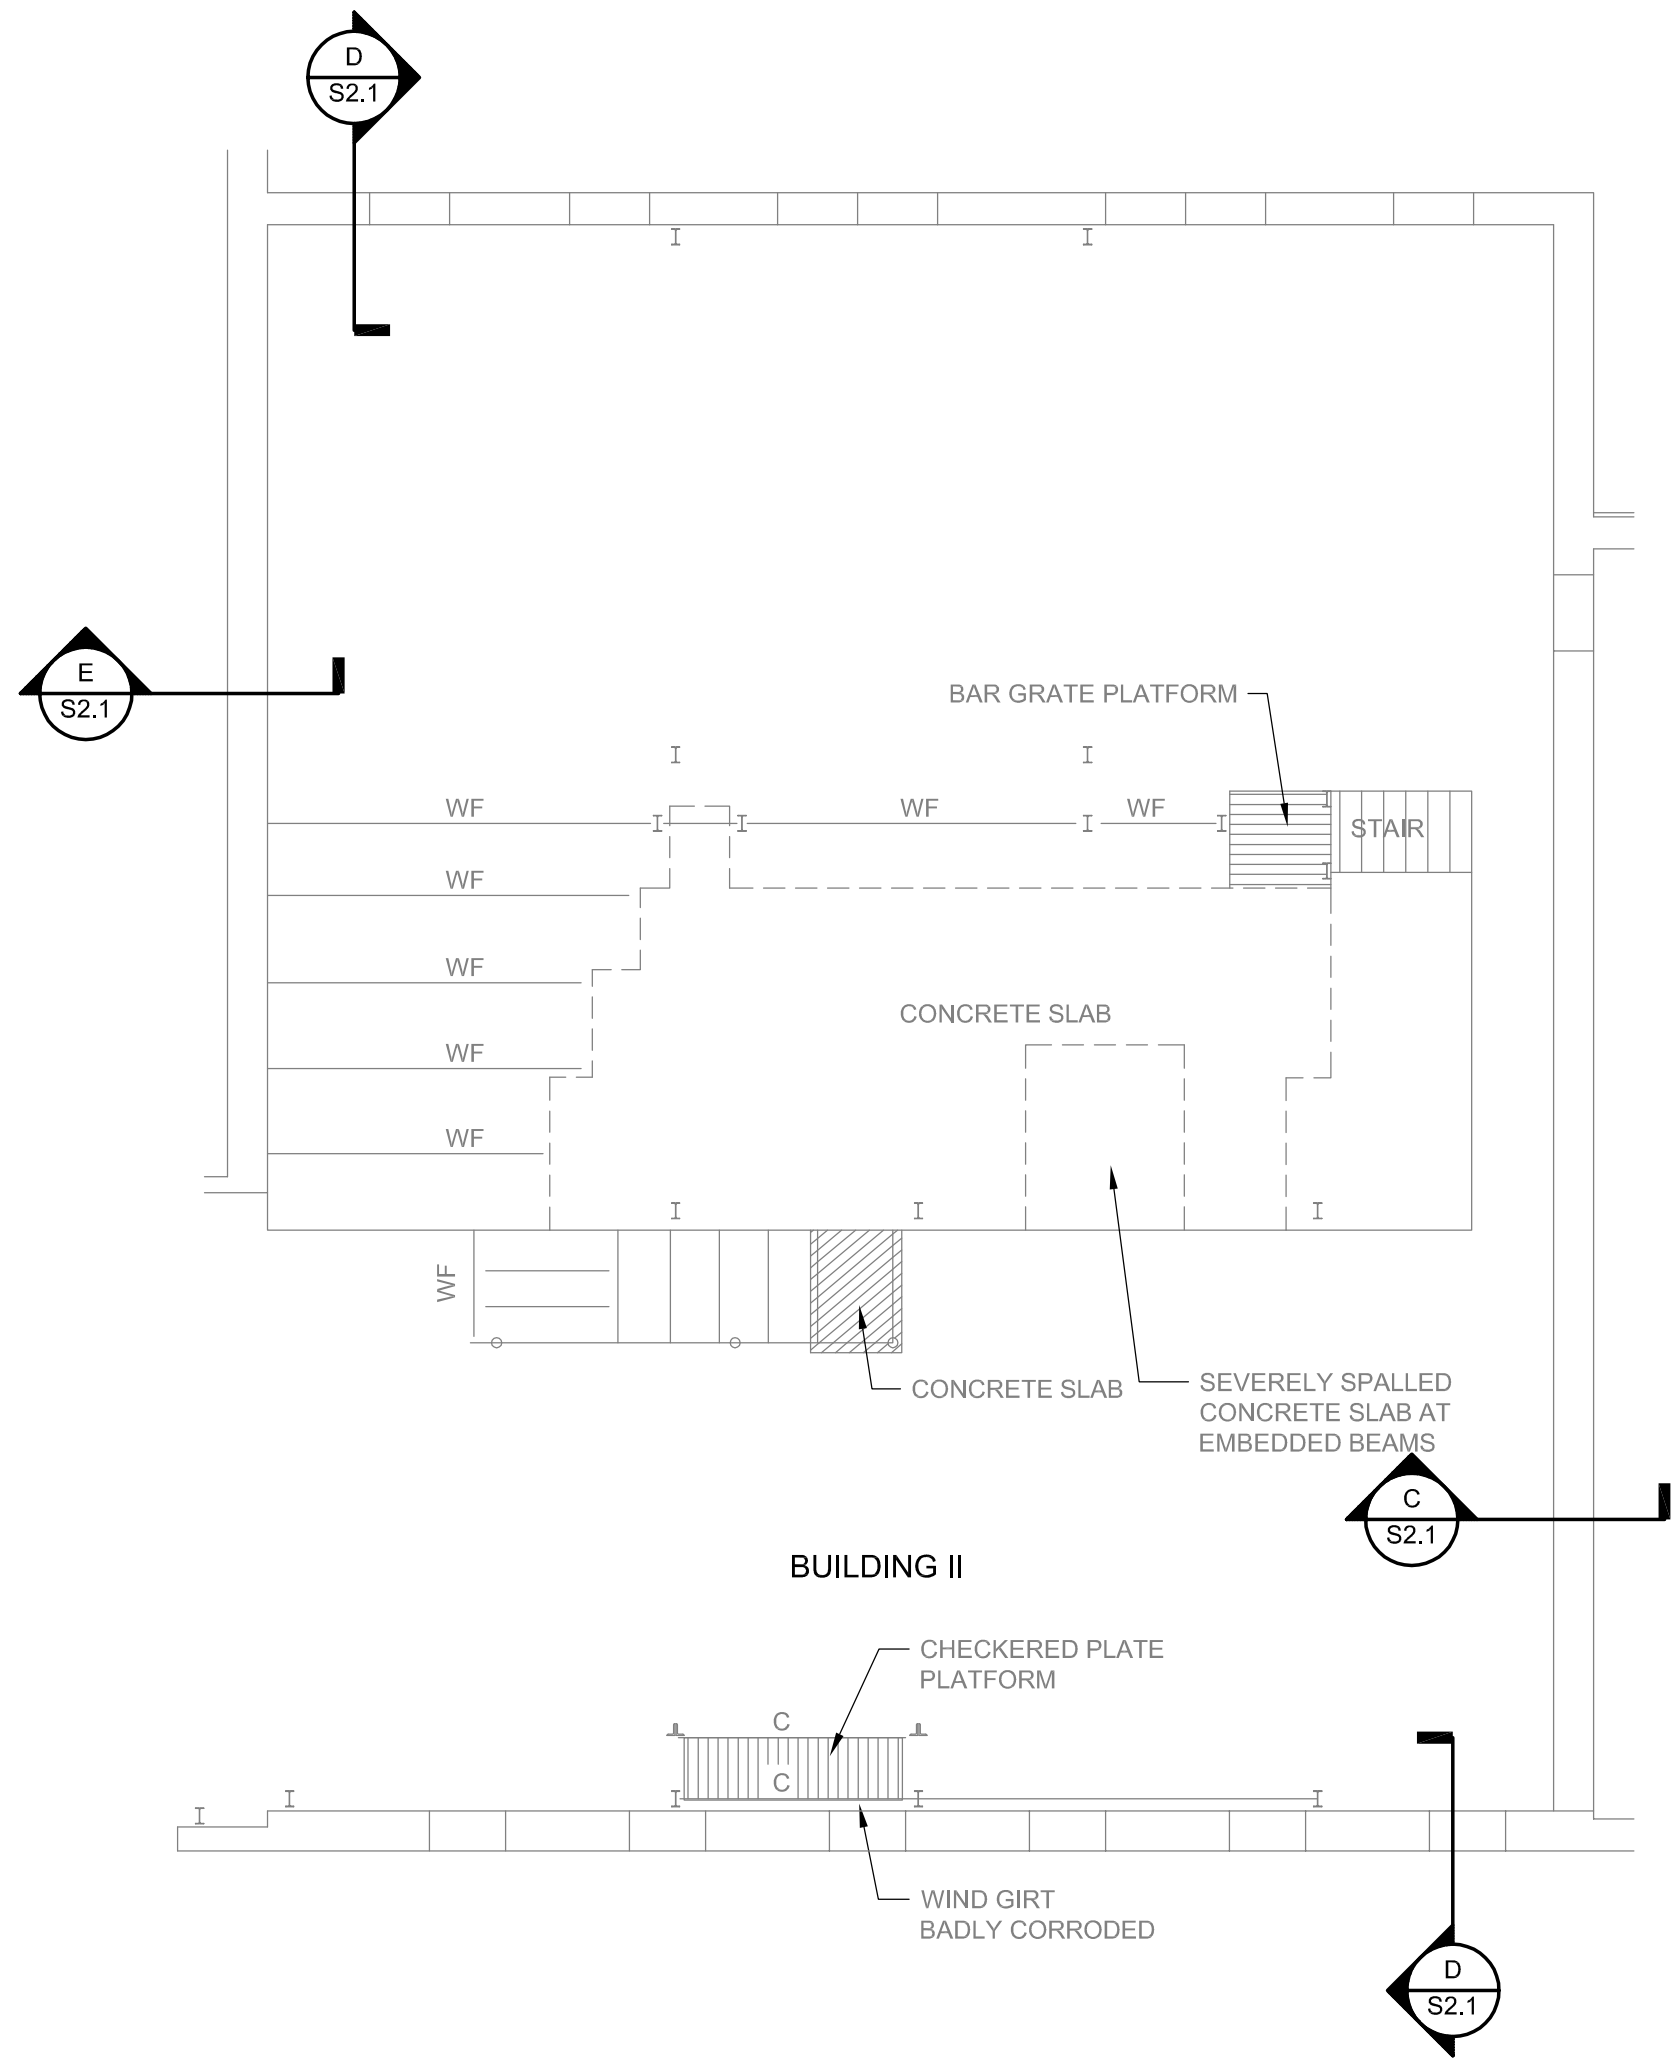 D
S2.1
E
S2.1
BAR GRATE PLATFORM
WF
WF
WF
STAIR
WF
WF
CONCRETE SLAB
WF
WF
WF
CONCRETE SLAB
SEVERELY SPALLED
CONCRETE SLAB AT
EMBEDDED BEAMS
C
S2.1
BUILDING II
CHECKERED PLATE
PLATFORM
C
C
WIND GIRT
BADLY CORRODED
D
S2.1